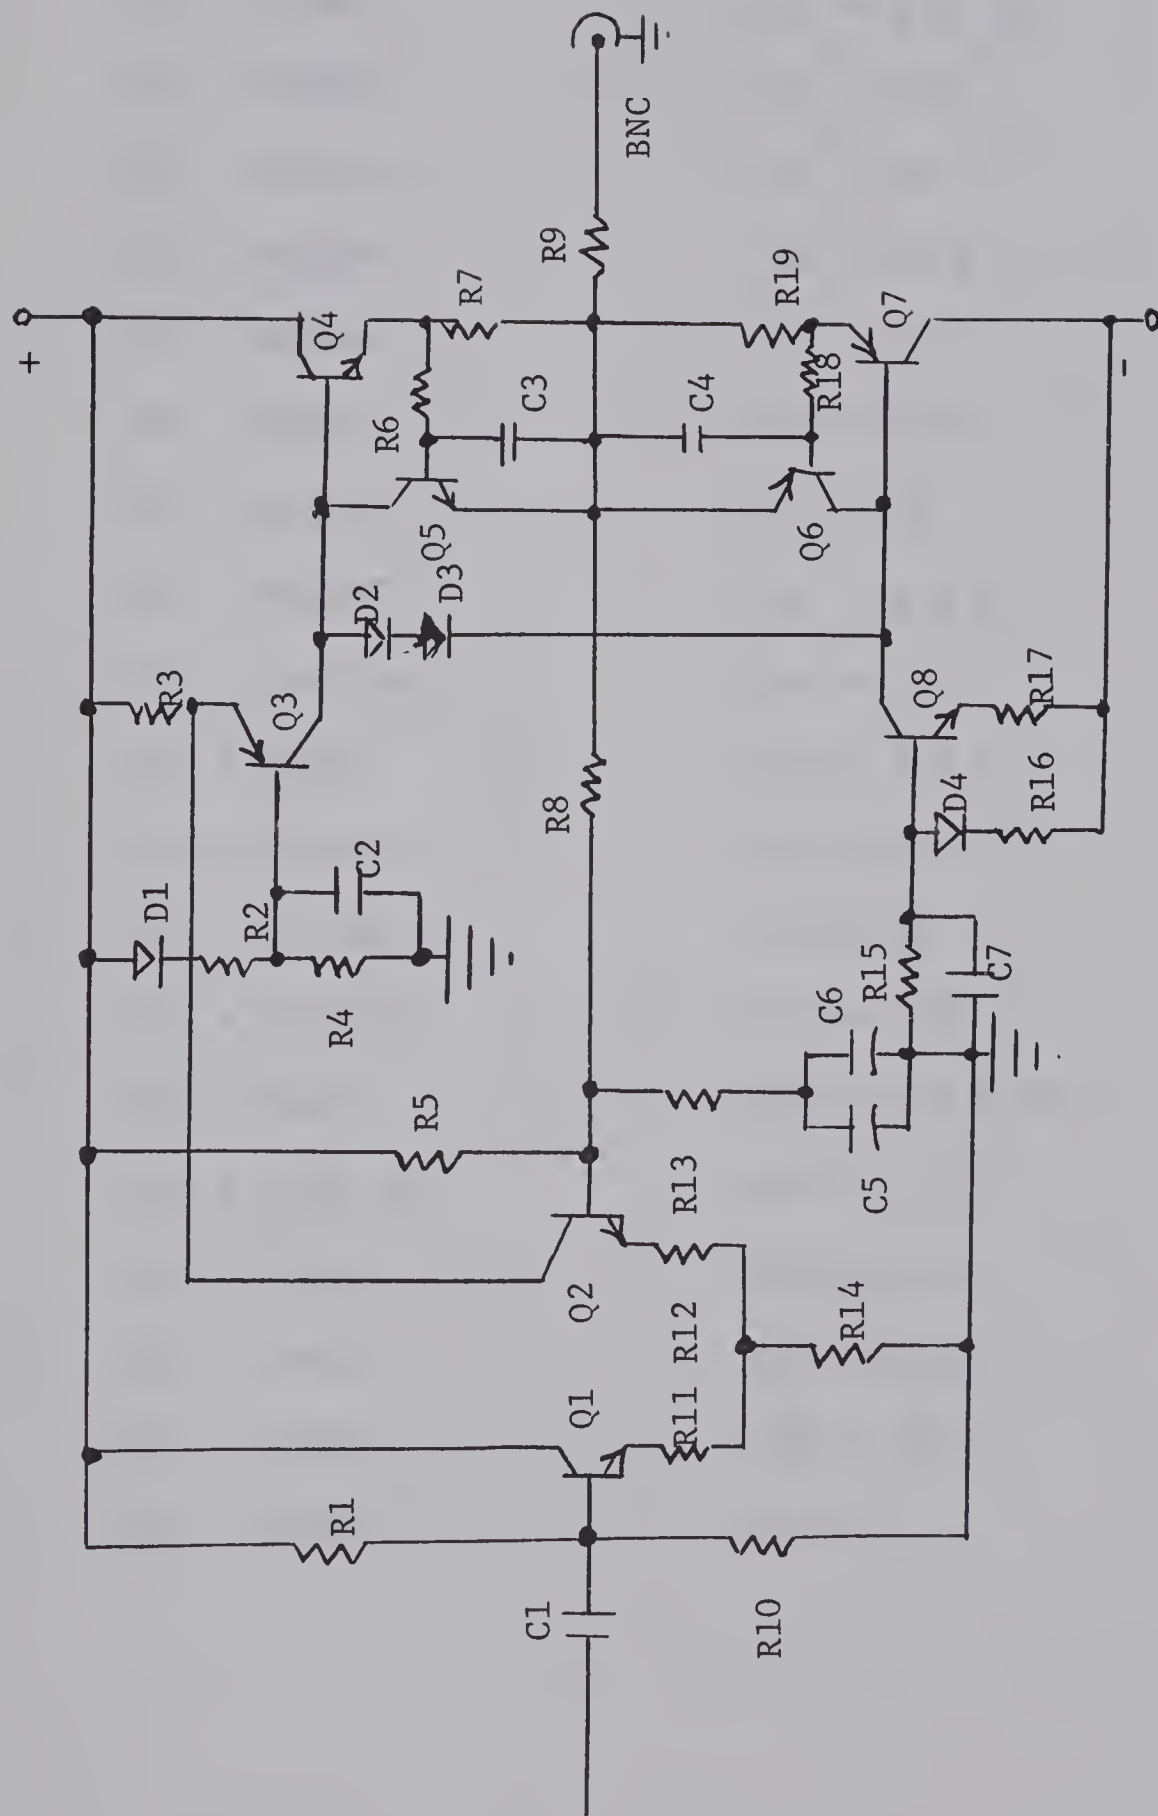 +
Q4
R7
R9
BNC
R6
C3
C4
R18
R19
Q7
-
Q5
Q6
D2
D3
R3
Q3
Q8
R17
D4
R16
R8
D1
R2
C2
R4
R15
C7
C6
C5
R5
R13
Q2
R12
R14
Q1
R11
R1
C1
R10